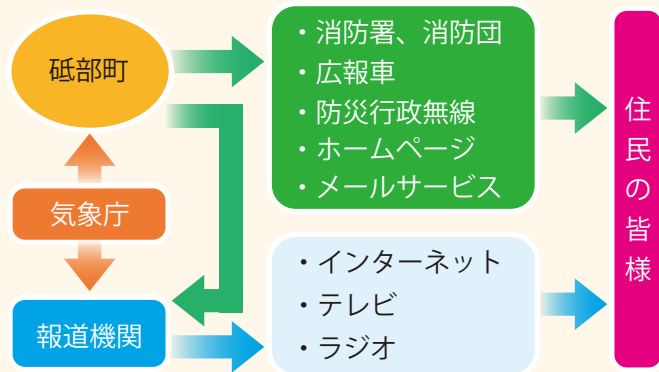 砥部町
・消防署、消防団
・広報車
・防災行政無線
・ホームページ
・メールサービス
気象庁
報道機関
・インターネット
・テレビ
・ラジオ
住民の皆様